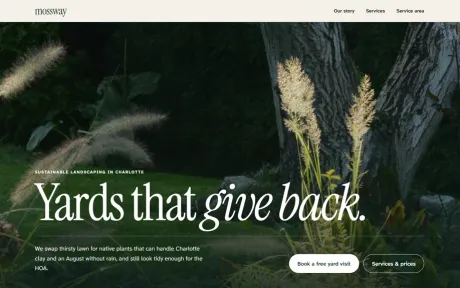 mossway
Our story Services Service area
SUSTAINABLE LANDSCAPING IN CHARLOTTE
Yards that give back.
We swap thirsty lawn for native plants that can handle Charlotte
clay and an August without rain, and still look tidy enough for the
HOA.
Book a free yard visit Services & prices